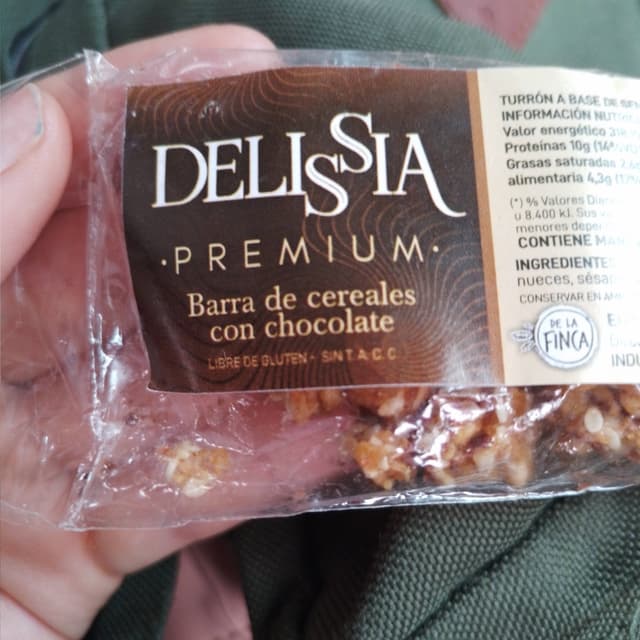 DELISSIA
·PREMIUM·
Barra de cereales
con chocolate
LIBRE DE GLUTEN - SIN T.A.C.C
TURRÓN A BASE DE
INFORMACIÓN
Valor energético
Proteínas 10g
Grasas saturadas
alimentaria 4,3g
(*) % Valores
u 8.400 kJ. Sus
menores
CONTIENE
INGREDIENTES
nueces,
CONSERVAR EN
DE LA
FINCA